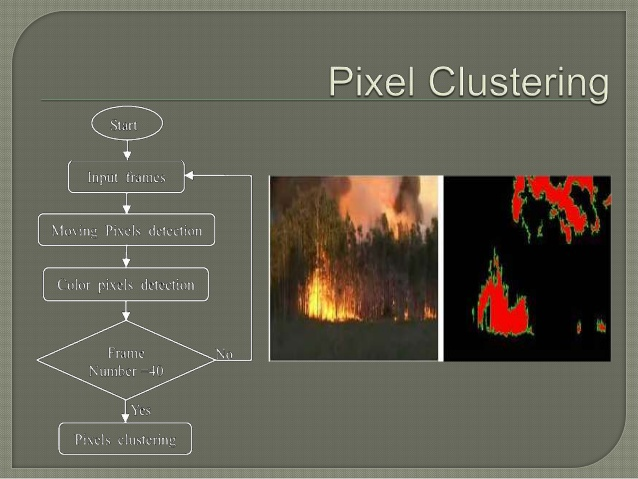 Pixel Clustering
Start
Input frames
Moving Pixels detection
Color pixels detection
Frame
Number =40
No
Yes
Pixels clustering